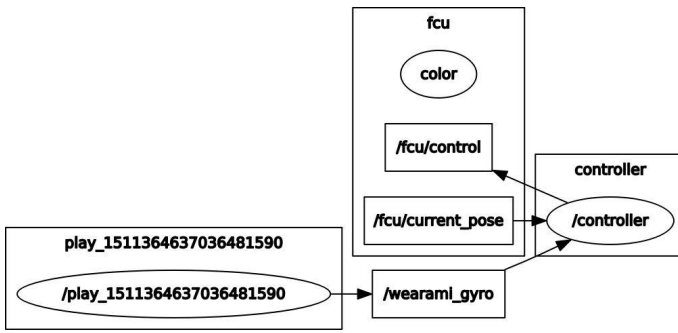 fcu
color
/fcu/control
controller
/fcu/current_pose
/controller
play_1511364637036481590
/play_1511364637036481590
/wearami_gyro